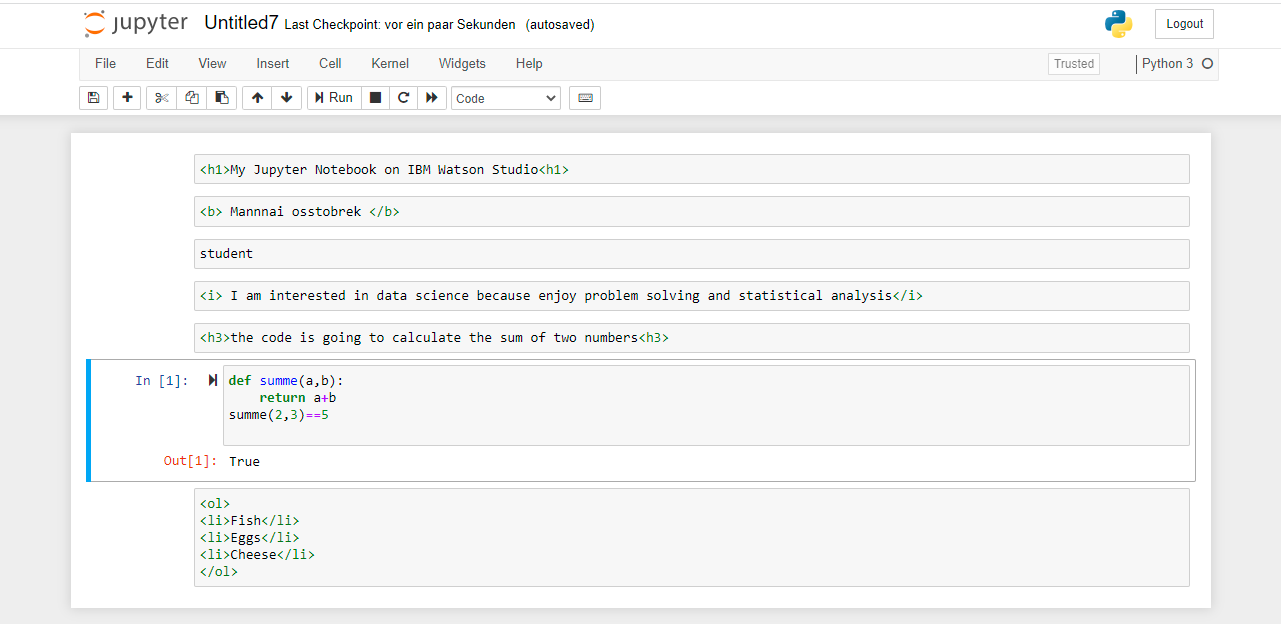 jupyter Untitled7 Last Checkpoint: vor ein paar Sekunden (autosaved) Logout
File Edit View Insert Cell Kernel Widgets Help Trusted Python 3
Run Code
<h1>My Jupyter Notebook on IBM Watson Studio<h1>
<b> Mannnai osstobrek </b>
student
<i> I am interested in data science because enjoy problem solving and statistical analysis</i>
<h3>the code is going to calculate the sum of two numbers<h3>
In [1]: def summe(a,b):
    return a+b
summe(2,3)==5
Out[1]: True
<ol>
<li>Fish</li>
<li>Eggs</li>
<li>Cheese</li>
</ol>